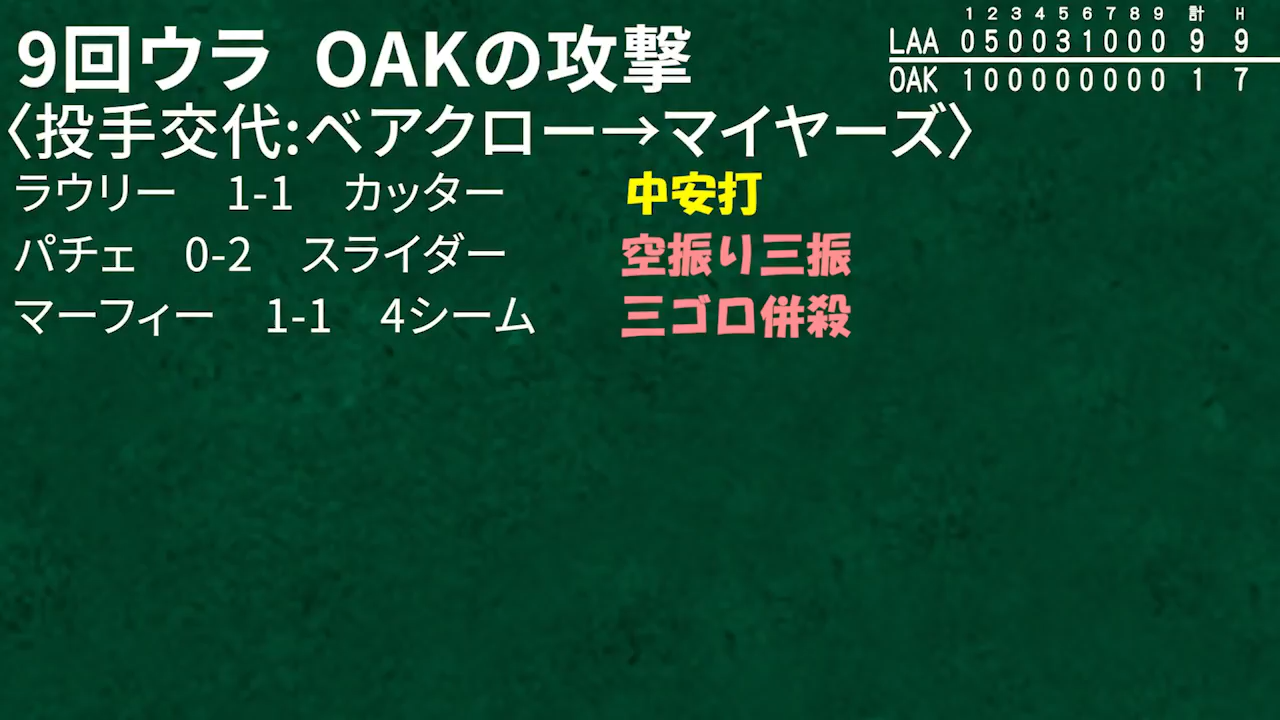 9回ウラ OAKの攻撃
1 2 3 4 5 6 7 8 9 計 H
LAA 0 5 0 0 3 1 0 0 0 9 9
OAK 1 0 0 0 0 0 0 0 0 1 7
〈投手交代:ベアクロー→マイヤーズ〉
ラウリー 1-1 カッター 中安打
パチェ 0-2 スライダー 空振り三振
マーフィー 1-1 4シーム 三ゴロ併殺